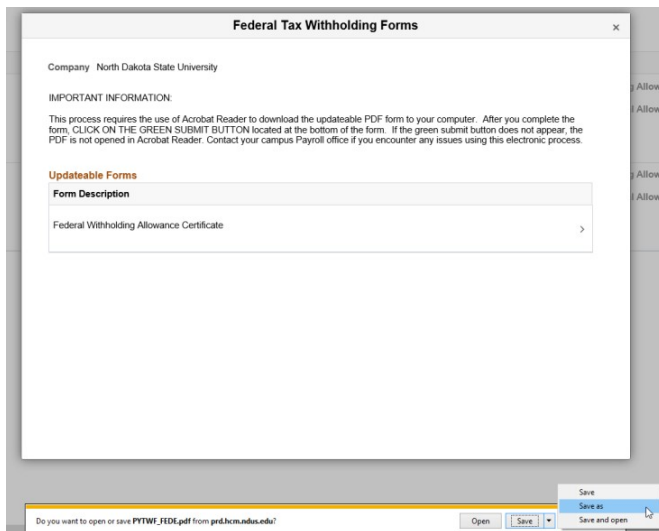 Federal Tax Withholding Forms
×
Company North Dakota State University
IMPORTANT INFORMATION:
This process requires the use of Acrobat Reader to download the updateable PDF form to your computer. After you complete the
form, CLICK ON THE GREEN SUBMIT BUTTON located at the bottom of the form. If the green submit button does not appear, the
PDF is not opened in Acrobat Reader. Contact your campus Payroll office if you encounter any issues using this electronic process.
Updateable Forms
Form Description
Federal Withholding Allowance Certificate
Allow
Allow
Allow
Allow
Save
Save as
Save and open
Do you want to open or save PYTWF_FEDE.pdf from prd.hcm.ndus.edu?
Open
Save